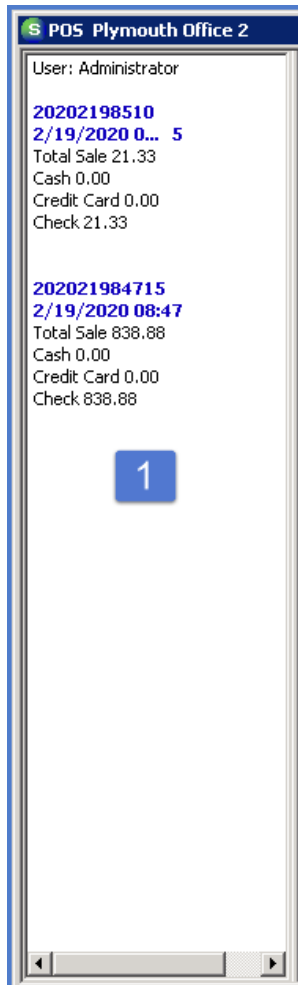 S POS Plymouth Office 2
User: Administrator
20202198510
2/19/2020 0... 5
Total Sale 21.33
Cash 0.00
Credit Card 0.00
Check 21.33
202021984715
2/19/2020 08:47
Total Sale 838.88
Cash 0.00
Credit Card 0.00
Check 838.88
1